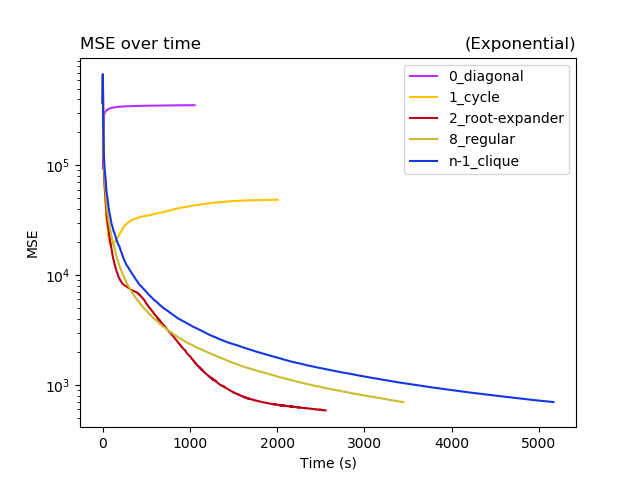 MSE over time
(Exponential)
0_diagonal
1_cycle
2_root-expander
8_regular
n-1_clique
MSE
10^5
10^4
10^3
0 1000 2000 3000 4000 5000
Time (s)